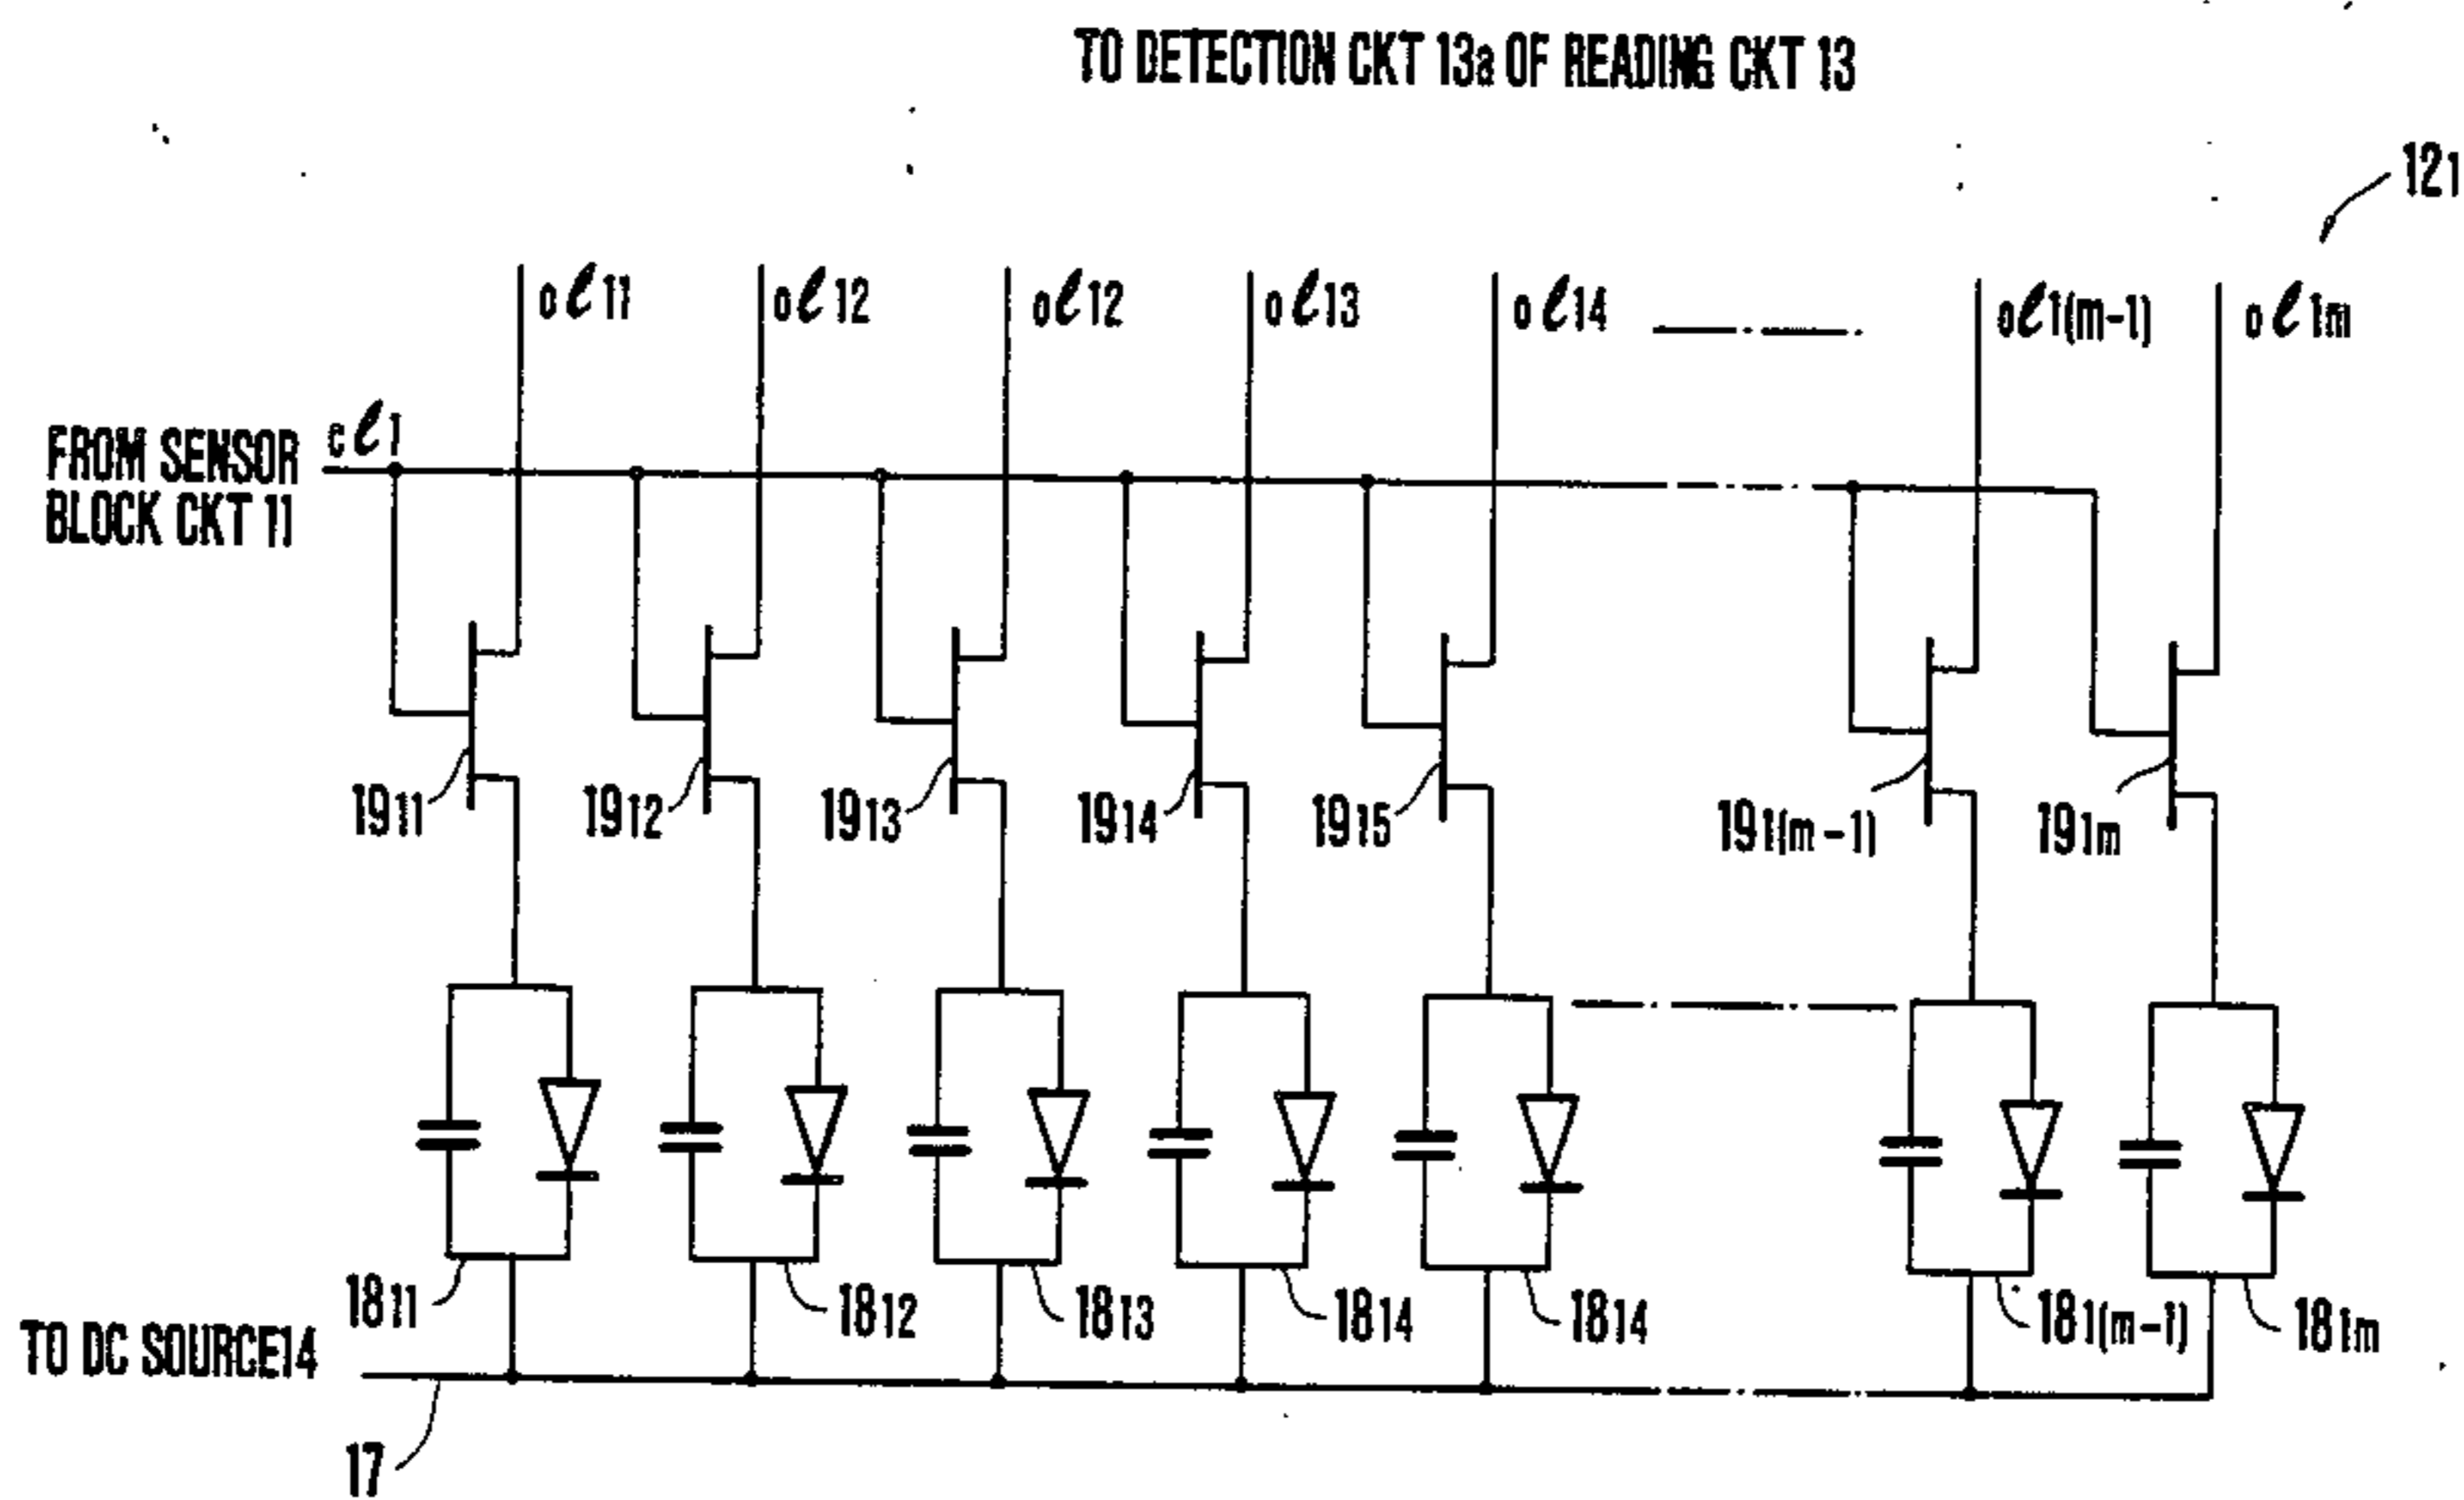 TO DETECTION CKT 13a OF READING CKT 13
121
oℓ11 oℓ12 oℓ12 oℓ13 oℓ14 oℓ1(m-1) oℓ1m
cℓ1
FROM SENSOR
BLOCK CKT 11
1911 1912 1913 1914 1915 191(m-1) 191m
1811 1812 1813 1814 1814 181(m-1) 181m
TO DC SOURCE14
17